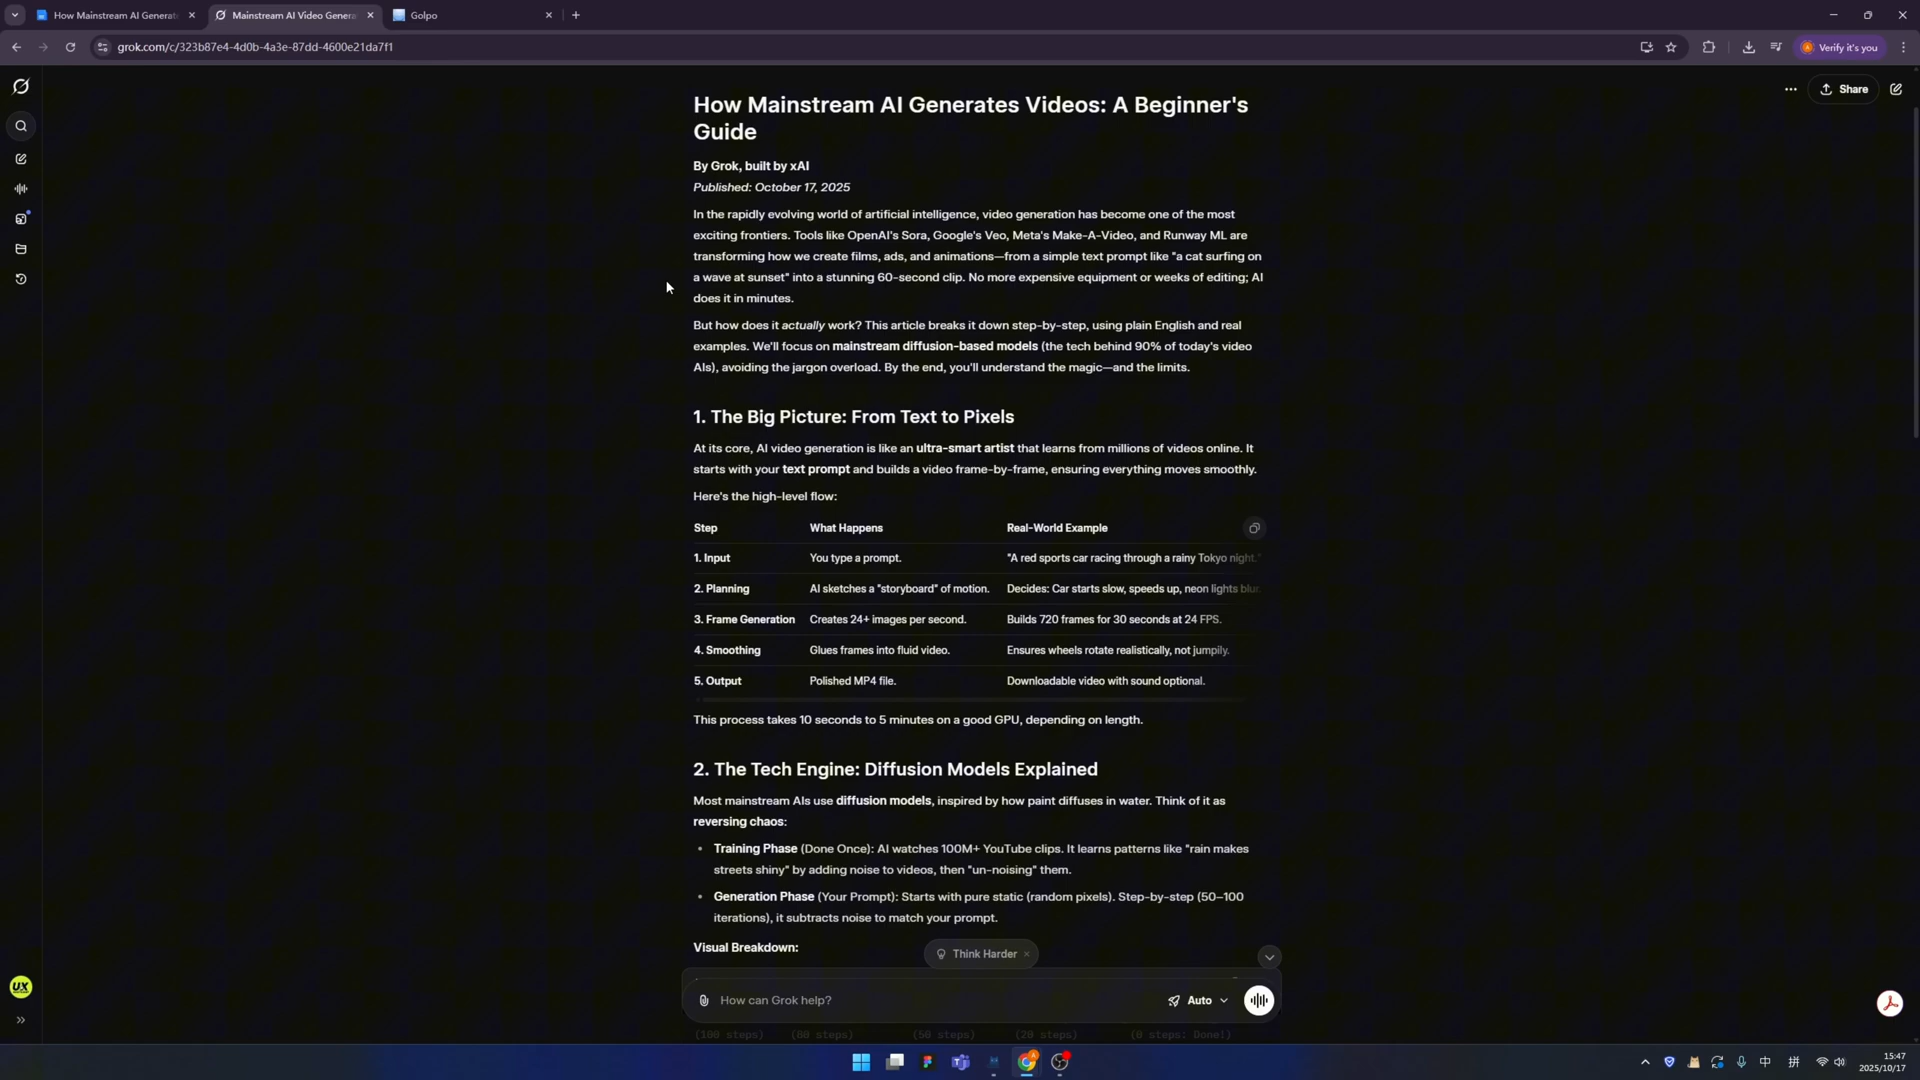 How Mainstream AI Generate
Mainstream AI Video Genera
Golpo
grok.com/c/323b87e4-4d0b-4a3e-87dd-4600e21da7f1
Verify it's you
Share
How Mainstream AI Generates Videos: A Beginner's
Guide
By Grok, built by xAI
Published: October 17, 2025
In the rapidly evolving world of artificial intelligence, video generation has become one of the most
exciting frontiers. Tools like OpenAI's Sora, Google's Veo, Meta's Make-A-Video, and Runway ML are
transforming how we create films, ads, and animations—from a simple text prompt like "a cat surfing on
a wave at sunset" into a stunning 60-second clip. No more expensive equipment or weeks of editing; AI
does it in minutes.
But how does it actually work? This article breaks it down step-by-step, using plain English and real
examples. We'll focus on mainstream diffusion-based models (the tech behind 90% of today's video
AIs), avoiding the jargon overload. By the end, you'll understand the magic—and the limits.
1. The Big Picture: From Text to Pixels
At its core, AI video generation is like an ultra-smart artist that learns from millions of videos online. It
starts with your text prompt and builds a video frame-by-frame, ensuring everything moves smoothly.
Here's the high-level flow:
Step What Happens Real-World Example
1. Input You type a prompt. "A red sports car racing through a rainy Tokyo night."
2. Planning AI sketches a "storyboard" of motion. Decides: Car starts slow, speeds up, neon lights blur.
3. Frame Generation Creates 24+ images per second. Builds 720 frames for 30 seconds at 24 FPS.
4. Smoothing Glues frames into fluid video. Ensures wheels rotate realistically, not jumpily.
5. Output Polished MP4 file. Downloadable video with sound optional.
This process takes 10 seconds to 5 minutes on a good GPU, depending on length.
2. The Tech Engine: Diffusion Models Explained
Most mainstream AIs use diffusion models, inspired by how paint diffuses in water. Think of it as
reversing chaos:
• Training Phase (Done Once): AI watches 100M+ YouTube clips. It learns patterns like "rain makes
streets shiny" by adding noise to videos, then "un-noising" them.
• Generation Phase (Your Prompt): Starts with pure static (random pixels). Step-by-step (50–100
iterations), it subtracts noise to match your prompt.
Visual Breakdown:
Think Harder
How can Grok help?
Auto
(100 steps) (80 steps) (50 steps) (20 steps) (0 steps: Done!)
UX
中
拼
15:47
2025/10/17